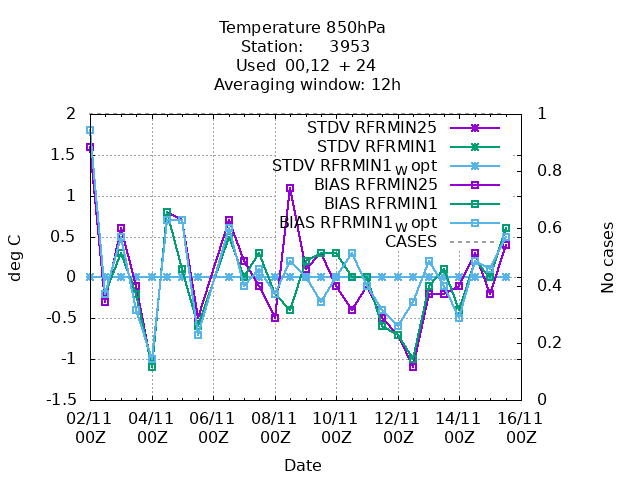 Temperature 850hPa
Station: 3953
Used 00,12 + 24
Averaging window: 12h
STDV RFRMIN25
STDV RFRMIN1
STDV RFRMIN1W opt
BIAS RFRMIN25
BIAS RFRMIN1
BIAS RFRMIN1W opt
CASES
deg C
2
1.5
1
0.5
0
-0.5
-1
-1.5
No cases
1
0.8
0.6
0.4
0.2
0
02/11 04/11 06/11 08/11 10/11 12/11 14/11 16/11
00Z 00Z 00Z 00Z 00Z 00Z 00Z 00Z
Date